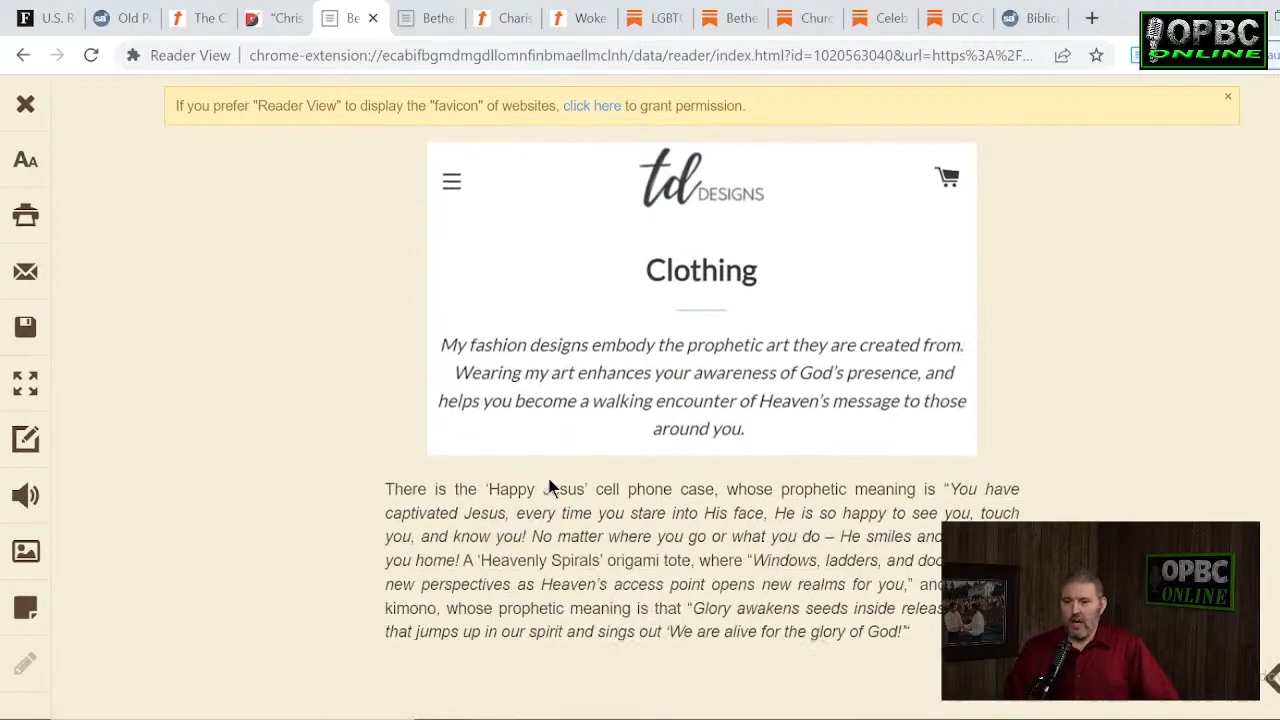 U.S. R
Old P
The C
"Chris
Be
Bethe
Cli
Woke
LGBTQ
Bethe
Churc
Celeb
DC Co
Biblica
OPBC
ONLINE
Reader View
chrome-extension://ecabifbgmdmgdllomnfinbmaellmclnh/data/reader/index.html?id=1010563048&url=https%3A%2F...
If you prefer "Reader View" to display the "favicon" of websites, click here to grant permission.
td DESIGNS
Clothing
My fashion designs embody the prophetic art they are created from.
Wearing my art enhances your awareness of God's presence, and
helps you become a walking encounter of Heaven's message to those
around you.
There is the 'Happy Jesus' cell phone case, whose prophetic meaning is "You have
captivated Jesus, every time you stare into His face, He is so happy to see you, touch
you, and know you! No matter where you go or what you do – He smiles and
you home! A 'Heavenly Spirals' origami tote, where "Windows, ladders, and doo
new perspectives as Heaven's access point opens new realms for you," and
kimono, whose prophetic meaning is that "Glory awakens seeds inside releas
that jumps up in our spirit and sings out 'We are alive for the glory of God!'"
OPBC
ONLINE